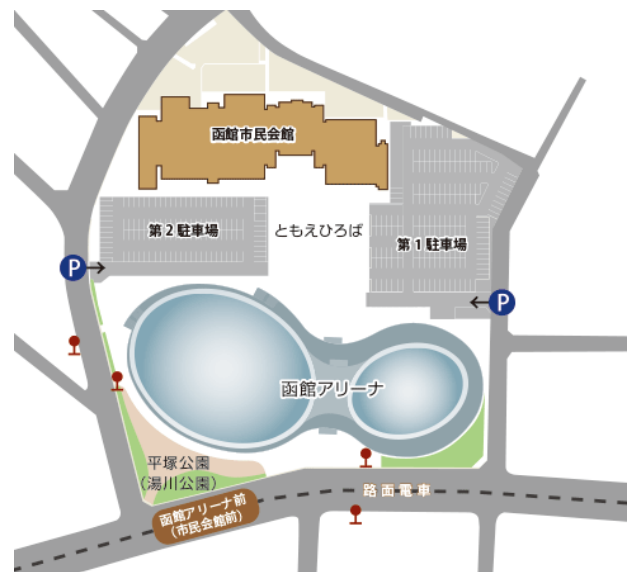 函館市民会館
第2駐車場
ともえひろば
第1駐車場
P
P
函館アリーナ
平塚公園
(湯川公園)
路面電車
函館アリーナ前
(市民会館前)